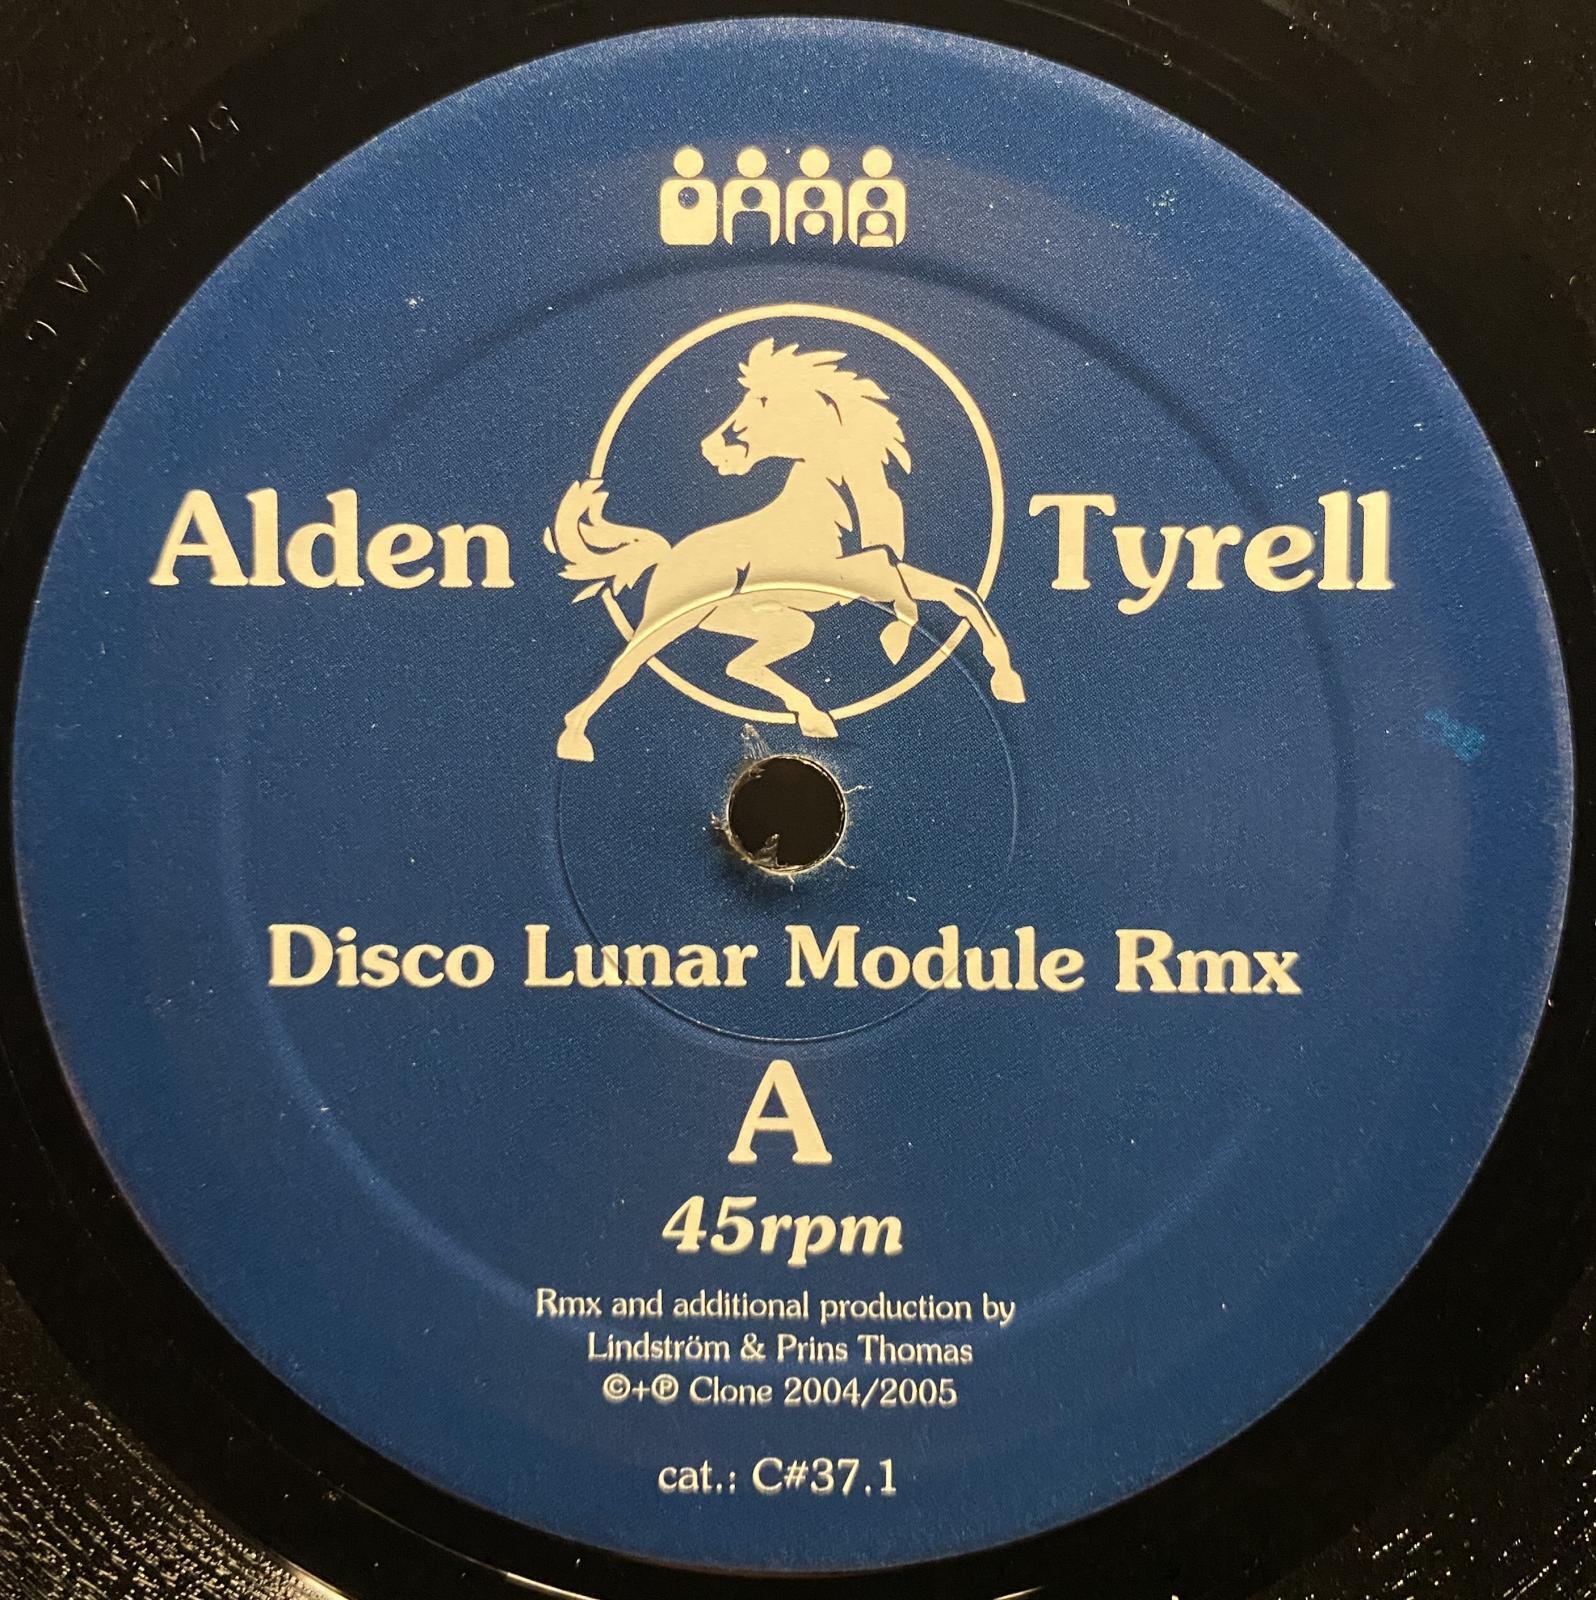 Alden Tyrell
Disco Lunar Module Rmx
A
45rpm
Rmx and additional production by
Lindström & Prins Thomas
©+℗ Clone 2004/2005
cat.: C#37.1